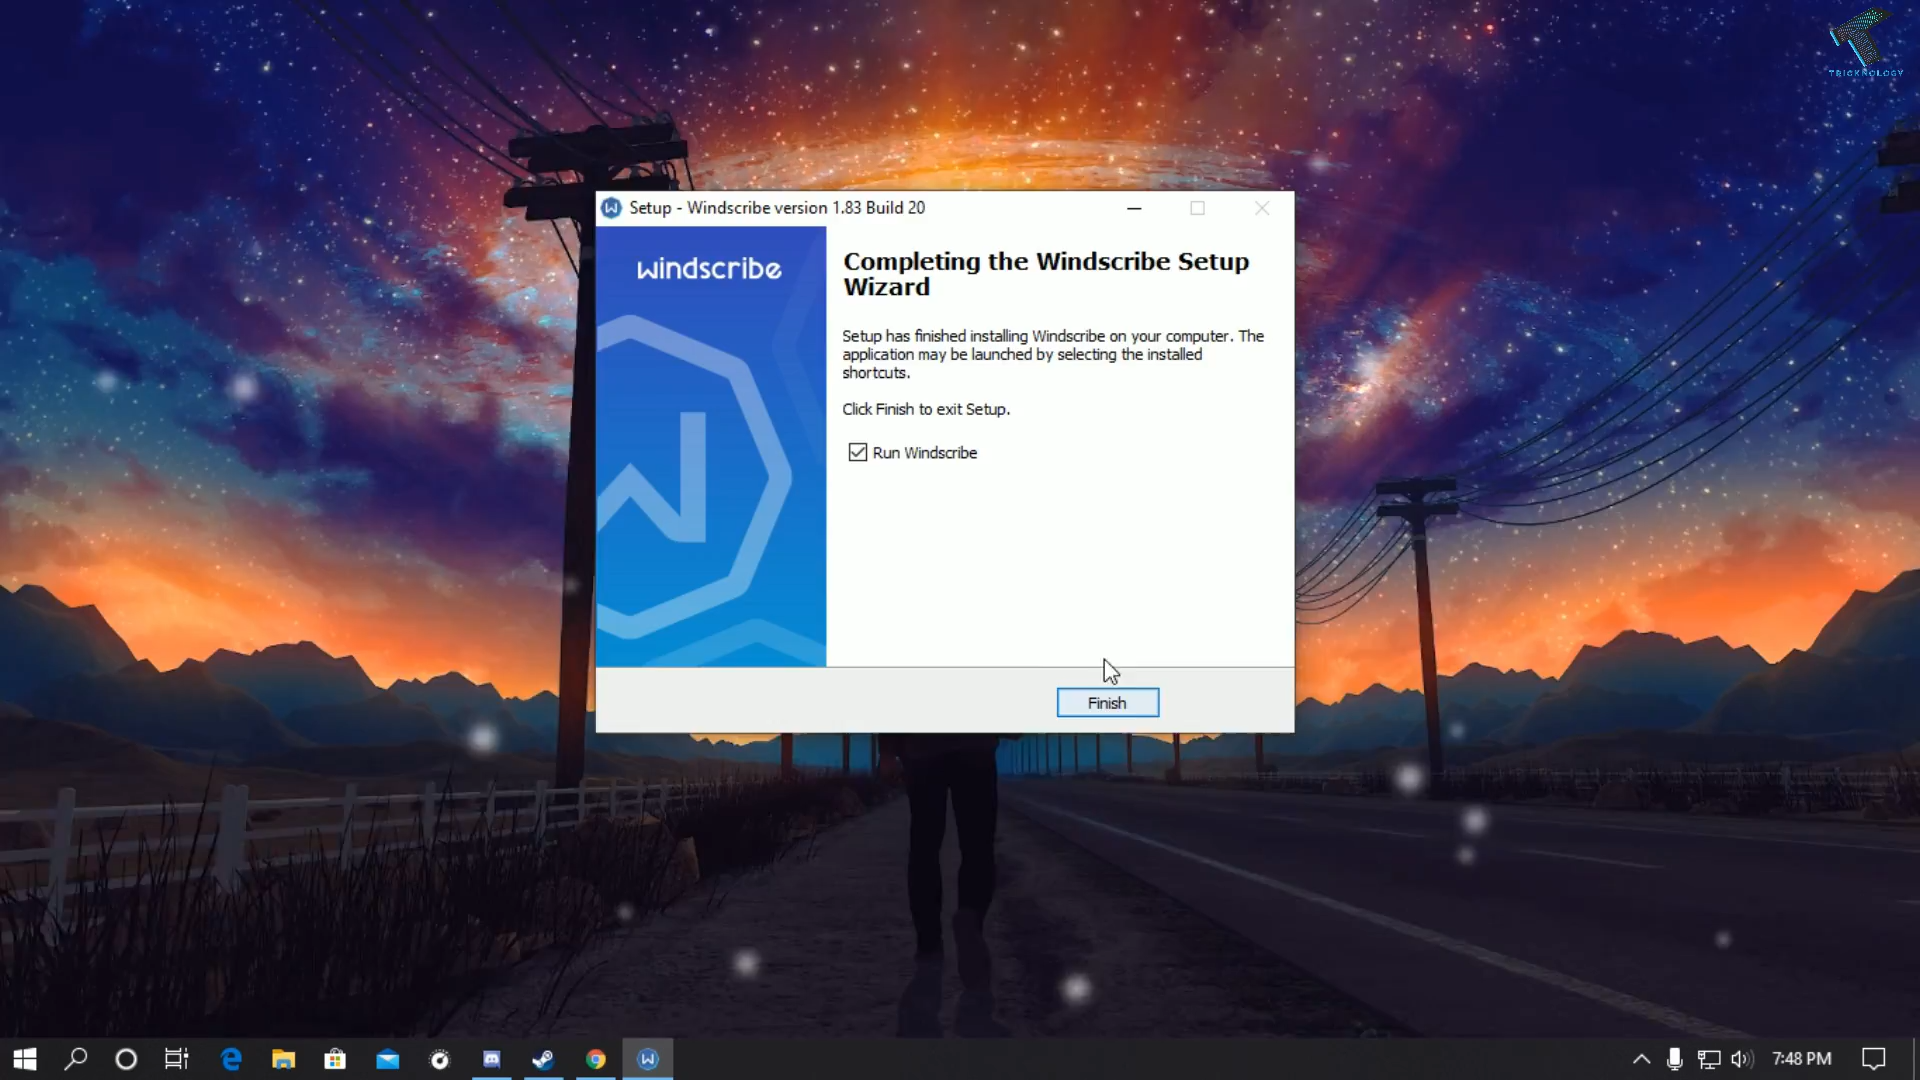 TRICKNOLOGY
Setup - Windscribe version 1.83 Build 20
windscribe
Completing the Windscribe Setup
Wizard
Setup has finished installing Windscribe on your computer. The
application may be launched by selecting the installed
shortcuts.
Click Finish to exit Setup.
Run Windscribe
Finish
7:48 PM